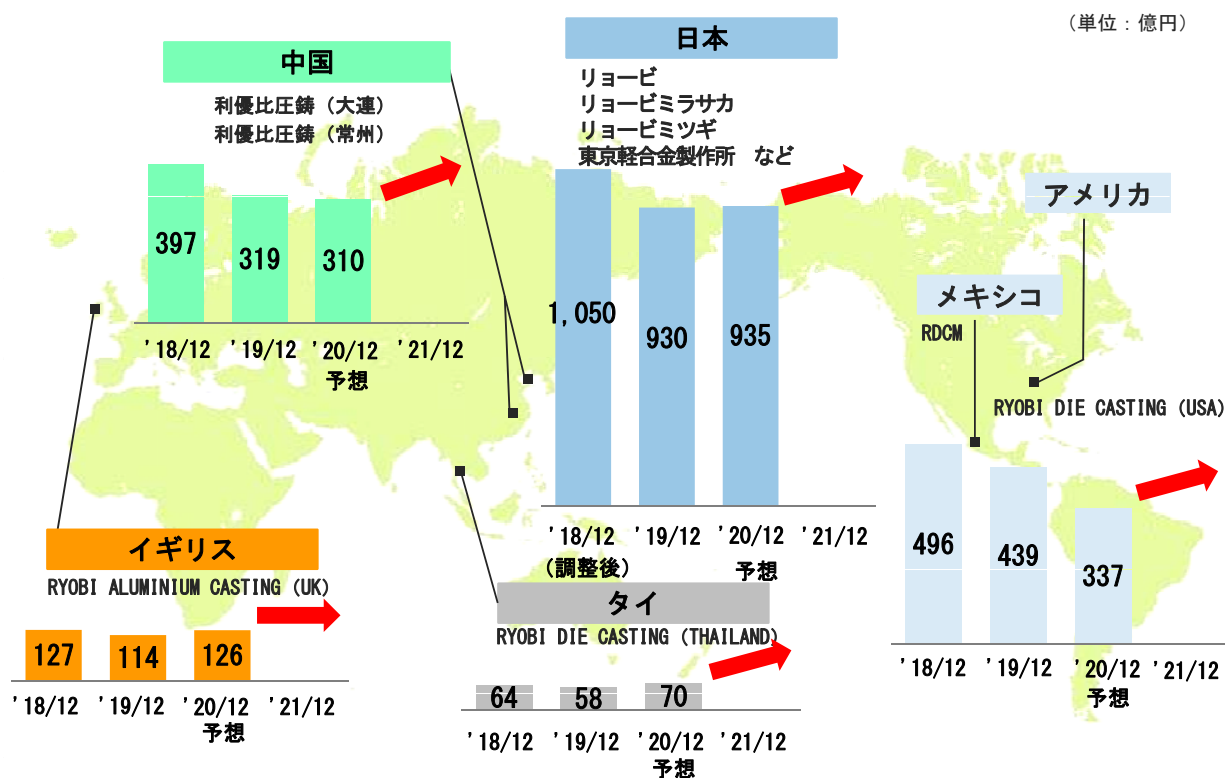 （単位：億円）
中国
利優比圧鋳（大連）
利優比圧鋳（常州）
397
319
310
'18/12
'19/12
'20/12
予想
'21/12
日本
リョービ
リョービミラサカ
リョービミツギ
東京軽合金製作所　など
1,050
930
935
'18/12
(調整後)
'19/12
'20/12
予想
'21/12
アメリカ
RYOBI DIE CASTING (USA)
メキシコ
RDCM
496
439
337
'18/12
'19/12
'20/12
予想
'21/12
イギリス
RYOBI ALUMINIUM CASTING (UK)
127
114
126
'18/12
'19/12
'20/12
予想
'21/12
タイ
RYOBI DIE CASTING (THAILAND)
64
58
70
'18/12
'19/12
'20/12
予想
'21/12